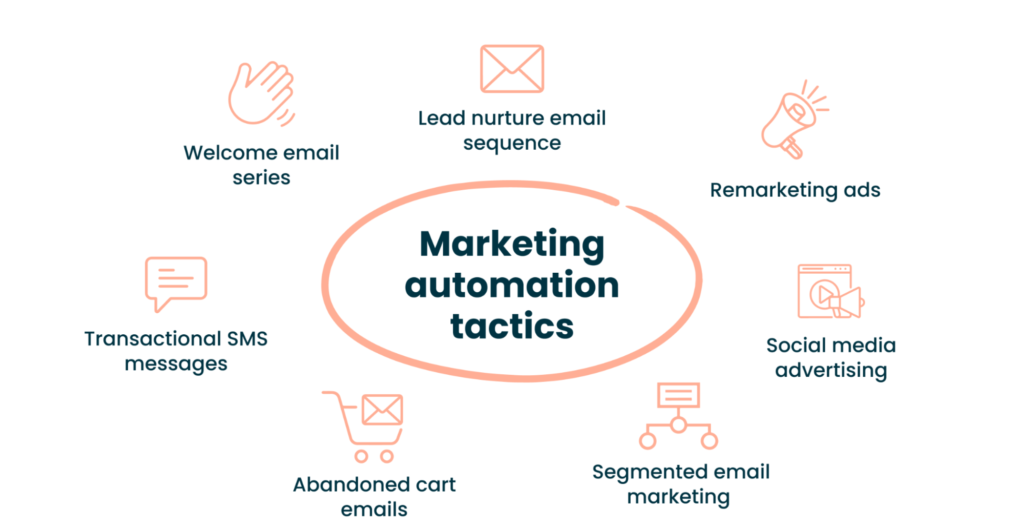 Lead nurture email
sequence
Welcome email
series
Remarketing ads
Marketing
automation
tactics
Transactional SMS
messages
Social media
advertising
Abandoned cart
emails
Segmented email
marketing